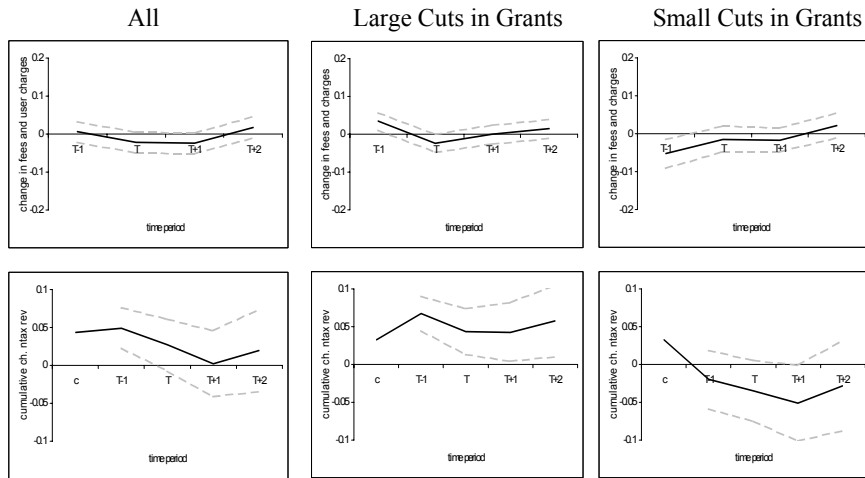 All
Large Cuts in Grants
Small Cuts in Grants
change in fees and user charges
0.2
0.1
0
-0.1
-0.2
T-1
T
T+1
T+2
time period
change in fees and charges
0.2
0.1
0
-0.1
-0.2
T-1
T
T+1
T+2
time period
change in fees and charges
0.2
0.1
0
-0.1
-0.2
T-1
T
T+1
T+2
time period
cumulative ch. ntax rev
0.1
0.05
0
-0.05
-0.1
c
T-1
T
T+1
T+2
time period
cumulative ch. ntax rev
0.1
0.05
0
-0.05
-0.1
c
T-1
T
T+1
T+2
time period
cumulative ch. ntax rev
0.1
0.05
0
-0.05
-0.1
c
T-1
T
T+1
T+2
time period